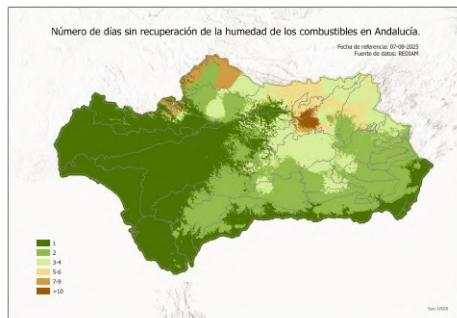 Número de días sin recuperación de la humedad de los combustibles en Andalucía.
Fecha de referencia: 07-08-2025
Fuente de datos: REDIAM
1
2
3-4
5-6
7-9
>10